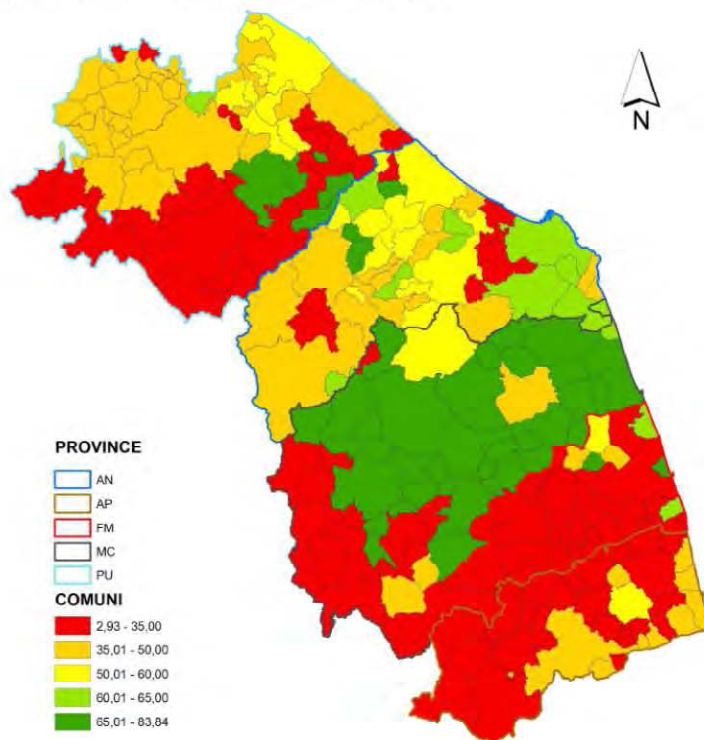 N
PROVINCE
AN
AP
FM
MC
PU
COMUNI
2,93 - 35,00
35,01 - 50,00
50,01 - 60,00
60,01 - 65,00
65,01 - 83,84